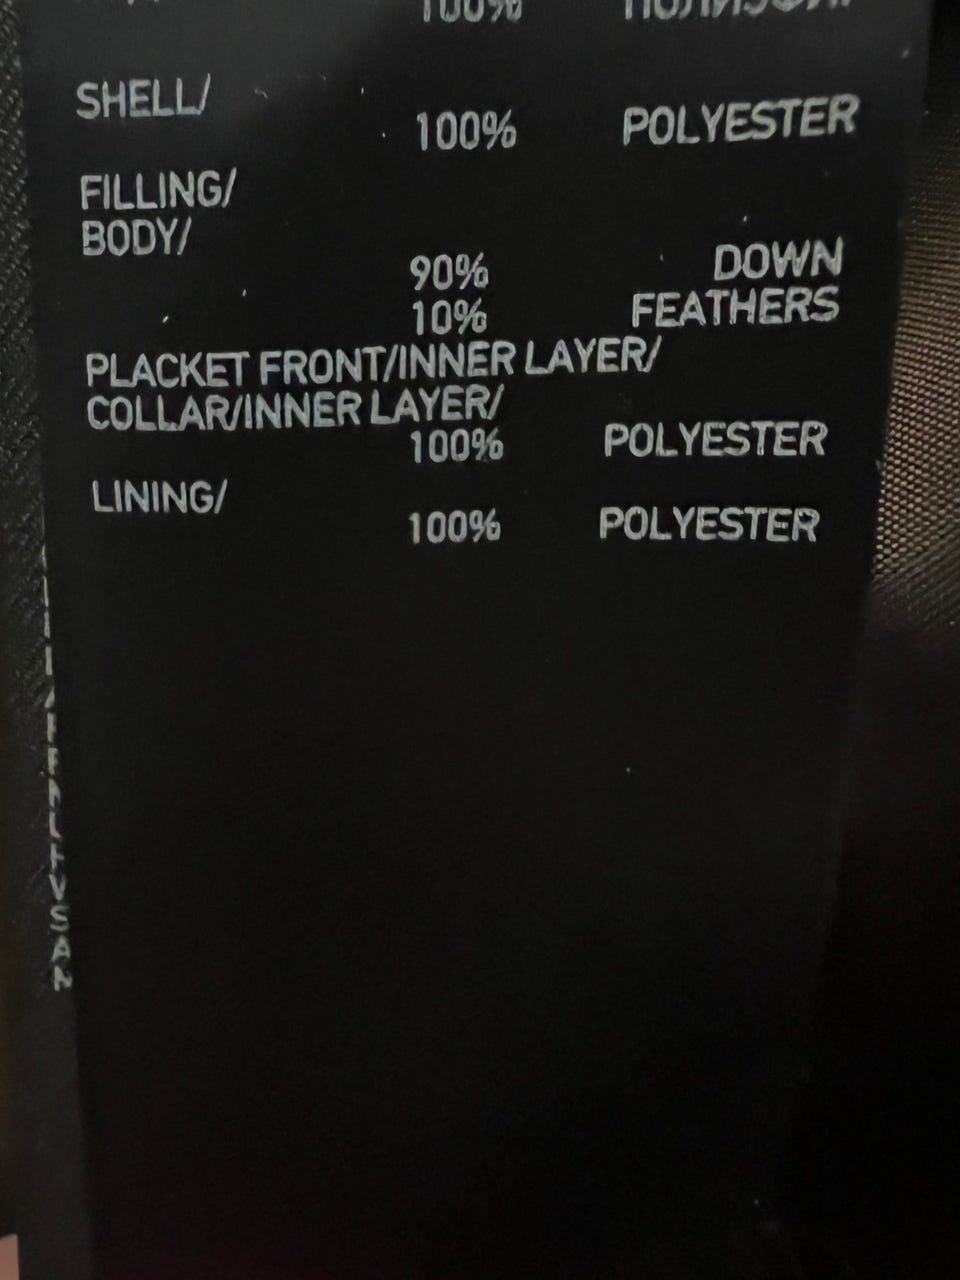 100%
SHELL/
100% POLYESTER
FILLING/
BODY/
90% DOWN
10% FEATHERS
PLACKET FRONT/INNER LAYER/
COLLAR/INNER LAYER/
100% POLYESTER
LINING/
100% POLYESTER